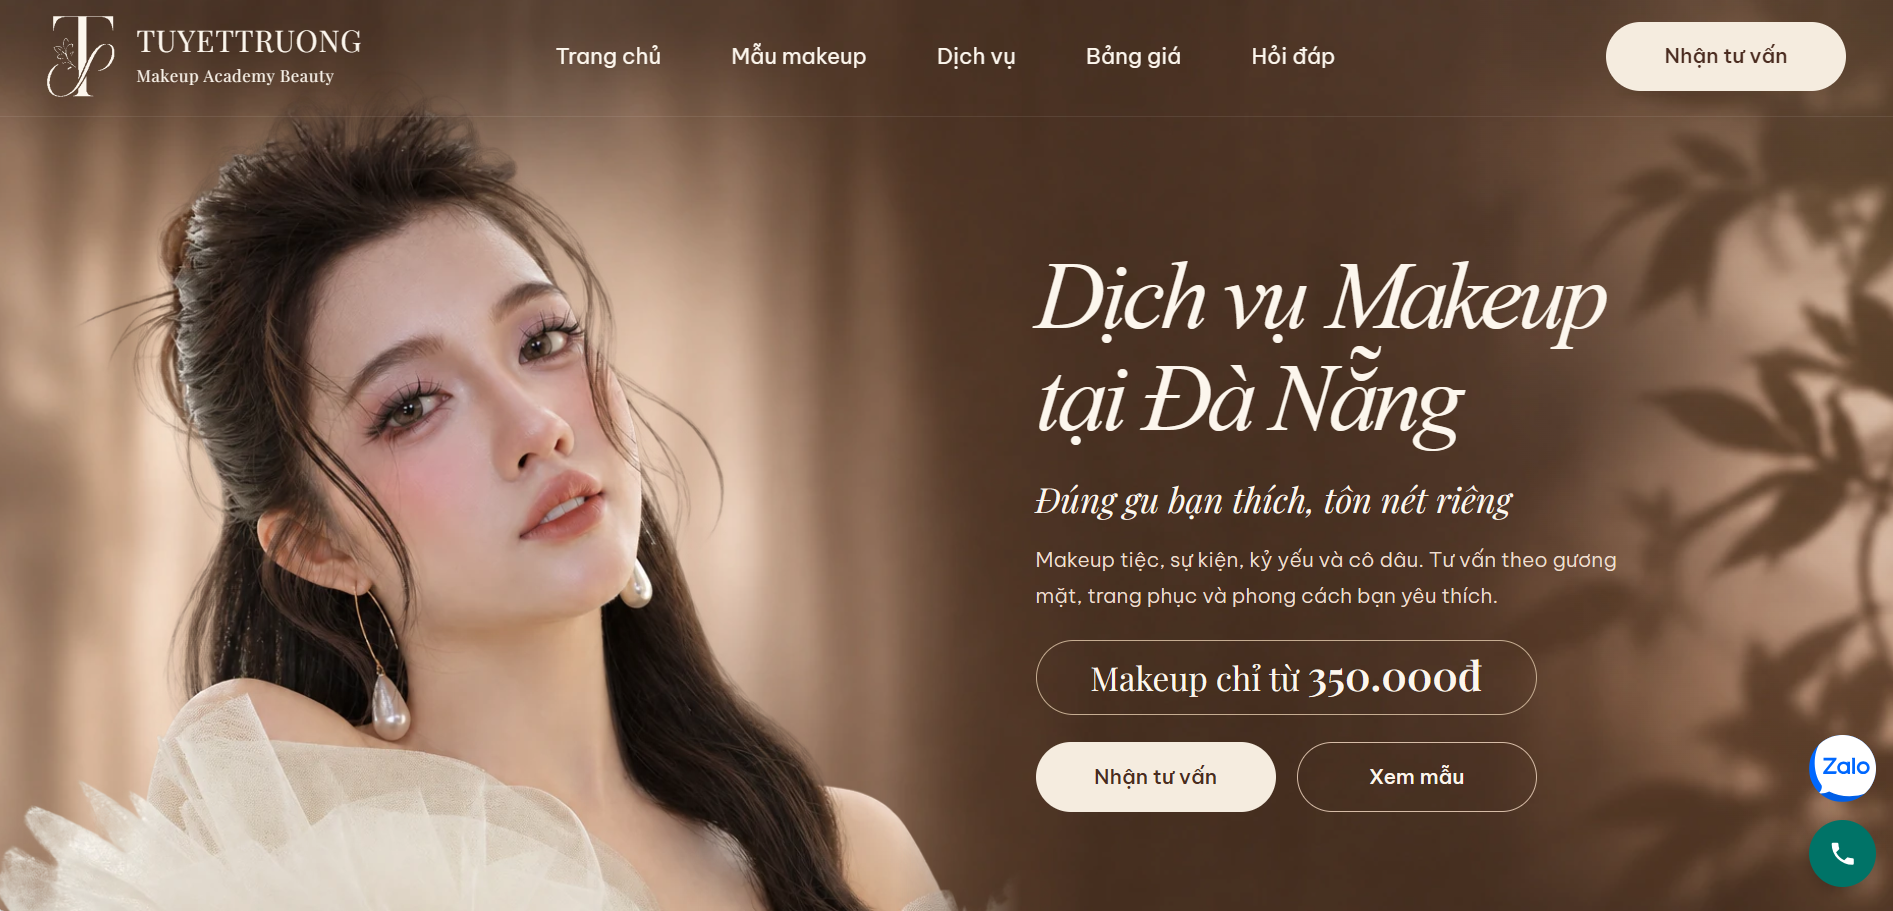 TUYETTRUONG
Makeup Academy Beauty
Trang chủ
Mẫu makeup
Dịch vụ
Bảng giá
Hỏi đáp
Nhận tư vấn
Dịch vụ Makeup
tại Đà Nẵng
Đúng gu bạn thích, tôn nét riêng
Makeup tiệc, sự kiện, kỷ yếu và cô dâu. Tư vấn theo gương
mặt, trang phục và phong cách bạn yêu thích.
Makeup chỉ từ 350.000đ
Nhận tư vấn
Xem mẫu
Zalo